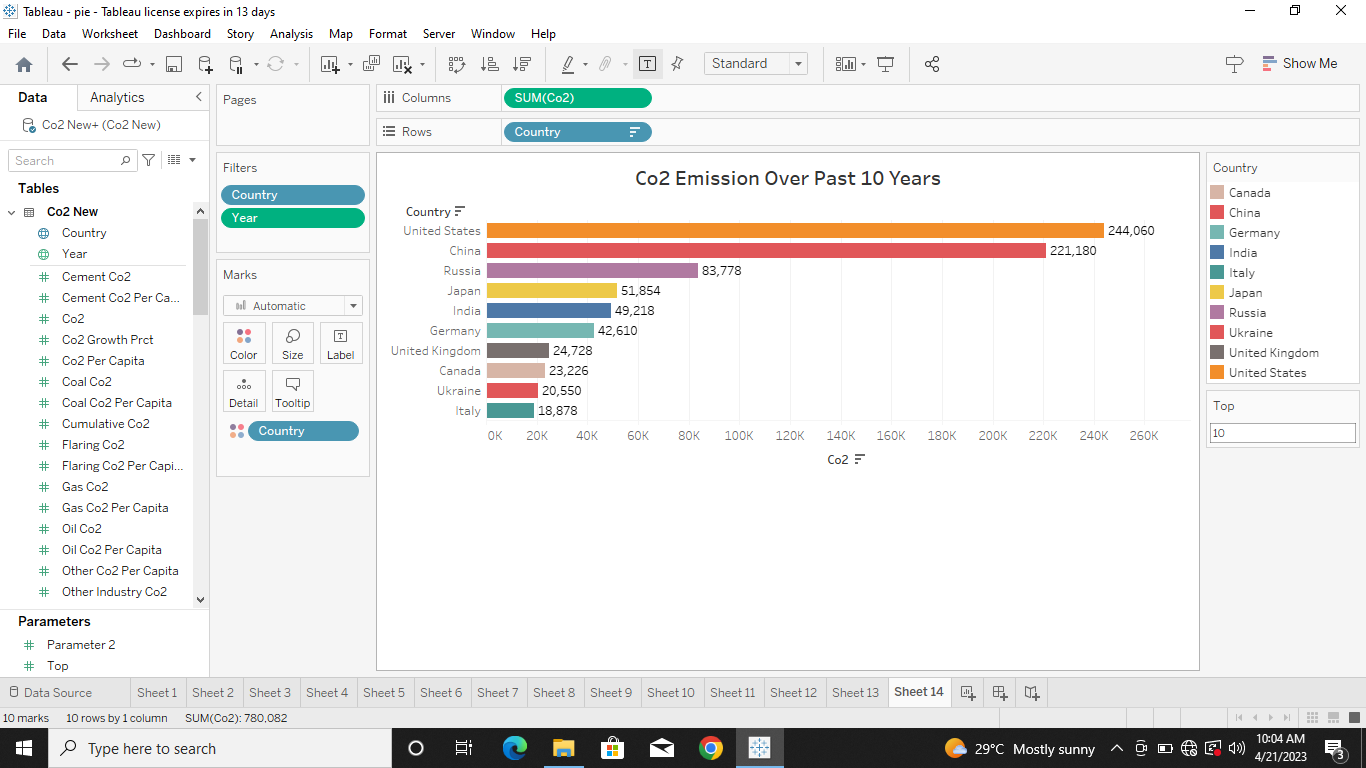 Tableau - pie - Tableau license expires in 13 days
File Data Worksheet Dashboard Story Analysis Map Format Server Window Help
Standard
Show Me
Data Analytics
Co2 New+ (Co2 New)
Search
Tables
Co2 New
Country
Year
Cement Co2
Cement Co2 Per Ca...
Co2
Co2 Growth Prct
Co2 Per Capita
Coal Co2
Coal Co2 Per Capita
Cumulative Co2
Flaring Co2
Flaring Co2 Per Capi...
Gas Co2
Gas Co2 Per Capita
Oil Co2
Oil Co2 Per Capita
Other Co2 Per Capita
Other Industry Co2
Parameters
Parameter 2
Top
Pages
Filters
Country
Year
Marks
Automatic
Color Size Label
Detail Tooltip
Country
Columns SUM(Co2)
Rows Country
Co2 Emission Over Past 10 Years
Country
United States 244,060
China 221,180
Russia 83,778
Japan 51,854
India 49,218
Germany 42,610
United Kingdom 24,728
Canada 23,226
Ukraine 20,550
Italy 18,878
0K 20K 40K 60K 80K 100K 120K 140K 160K 180K 200K 220K 240K 260K
Co2
Country
Canada
China
Germany
India
Italy
Japan
Russia
Ukraine
United Kingdom
United States
Top
10
Data Source Sheet 1 Sheet 2 Sheet 3 Sheet 4 Sheet 5 Sheet 6 Sheet 7 Sheet 8 Sheet 9 Sheet 10 Sheet 11 Sheet 12 Sheet 13 Sheet 14
10 marks 10 rows by 1 column SUM(Co2): 780,082
Type here to search
29°C Mostly sunny
10:04 AM
4/21/2023
3